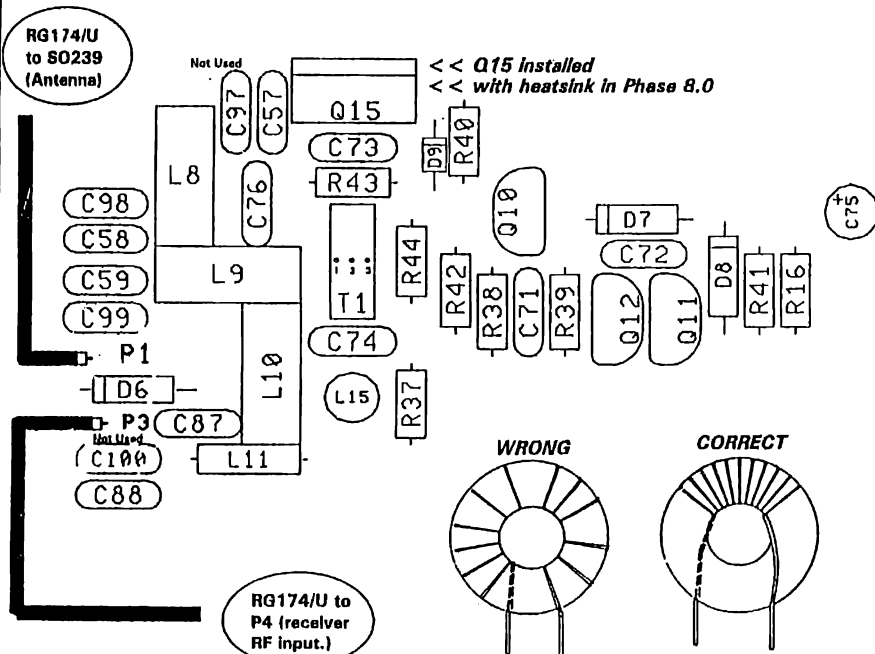 RG174/U
to SO239
(Antenna)
Not Used
C97
C57
Q15
< < Q15 installed
< < with heatsink in Phase 8.0
C73
D9
R40
L8
C76
R43
Q10
D7
+
C75
C98
C58
C72
L9
1 2 3
T1
R44
R42
R38
C71
R39
Q12
Q11
D8
R41
R16
C59
C99
C74
P1
L10
D6
L15
R37
P3
C87
Not Used
C100
L11
C88
WRONG
CORRECT
RG174/U to
P4 (receiver
RF input.)